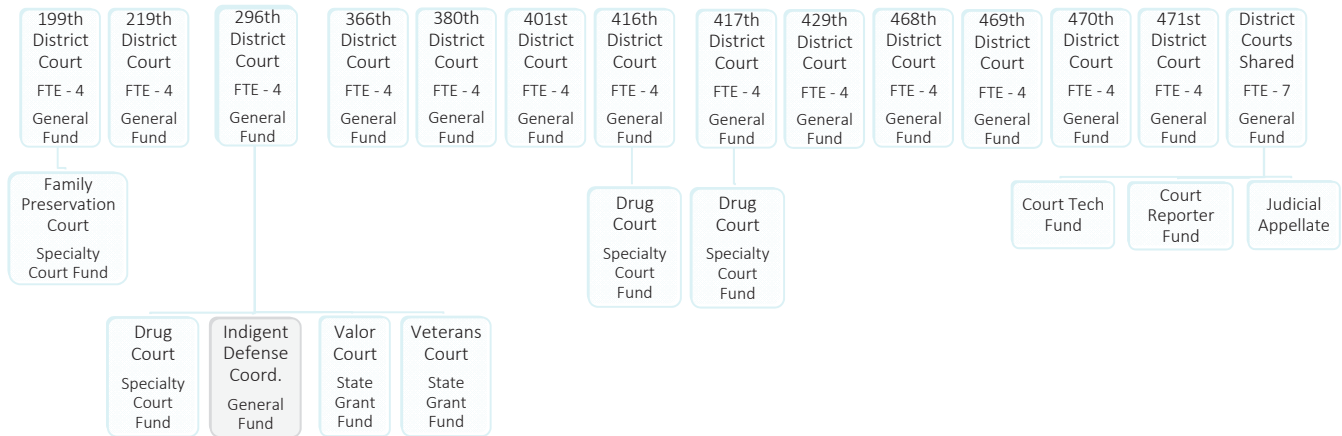 199th
District
Court
FTE - 4
General
Fund
219th
District
Court
FTE - 4
General
Fund
296th
District
Court
FTE - 4
General
Fund
366th
District
Court
FTE - 4
General
Fund
380th
District
Court
FTE - 4
General
Fund
401st
District
Court
FTE - 4
General
Fund
416th
District
Court
FTE - 4
General
Fund
417th
District
Court
FTE - 4
General
Fund
429th
District
Court
FTE - 4
General
Fund
468th
District
Court
FTE - 4
General
Fund
469th
District
Court
FTE - 4
General
Fund
470th
District
Court
FTE - 4
General
Fund
471st
District
Court
FTE - 4
General
Fund
District
Courts
Shared
FTE - 7
General
Fund
Family
Preservation
Court
Specialty
Court Fund
Drug
Court
Specialty
Court
Fund
Drug
Court
Specialty
Court
Fund
Court Tech
Fund
Court
Reporter
Fund
Judicial
Appellate
Drug
Court
Specialty
Court
Fund
Indigent
Defense
Coord.
General
Fund
Valor
Court
State
Grant
Fund
Veterans
Court
State
Grant
Fund